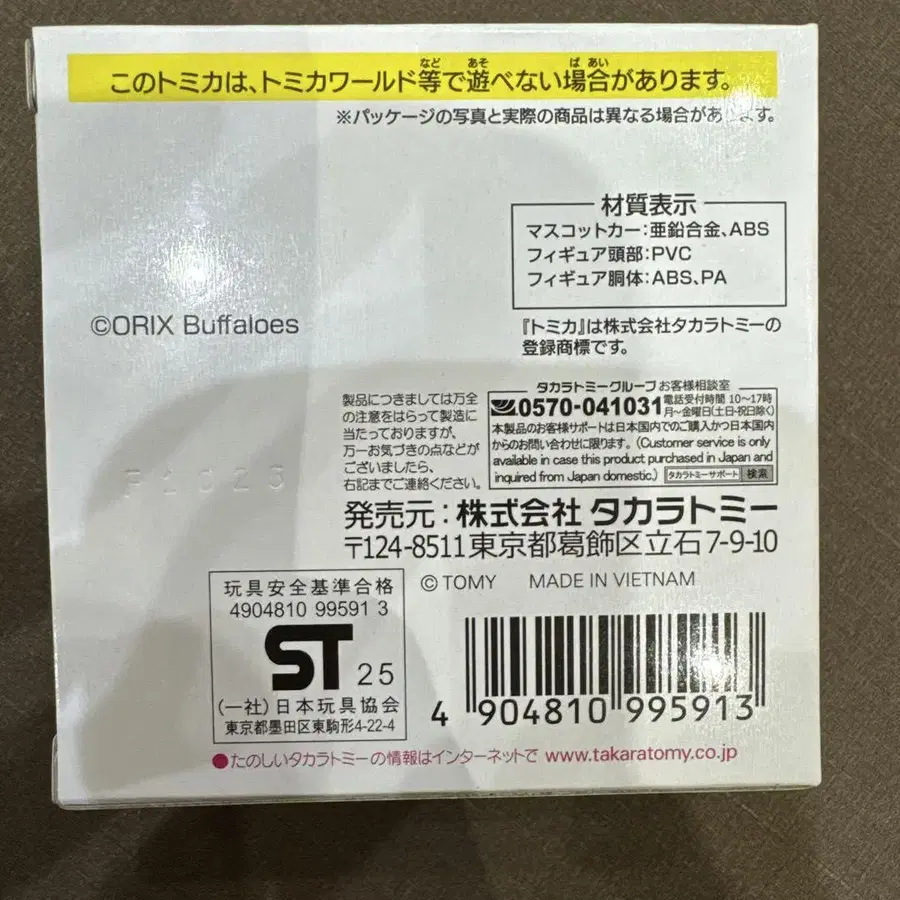 このトミカは、トミカワールド等で遊べない場合があります。
など
あそ
ば あい
※パッケージの写真と実際の商品は異なる場合があります。
材質表示
マスコットカー:亜鉛合金、ABS
フィギュア頭部:PVC
フィギュア胴体:ABS、PA
©ORIX Buffaloes
『トミカ』は株式会社タカラトミーの
登録商標です。
製品につきましては万全
の注意をはらって製造に
当たっておりますが、
万一お気づきの点などが
ございましたら、
右記までご連絡ください。
タカラトミーグループ お客様相談室
0570-041031
電話受付時間 10〜17時
月〜金曜日(土・日・祝日除く)
本製品のお客様サポートは日本国内でのご購入かつ日本国内
からのお問い合わせに限ります。(Customer service is only
available in case this product purchased in Japan and
inquired from Japan domestic.)
タカラトミーサポート 検索
発売元:株式会社 タカラトミー
〒124-8511 東京都葛飾区立石7-9-10
© TOMY MADE IN VIETNAM
玩具安全基準合格
4904810 99591 3
ST 25
(一社)日本玩具協会
東京都墨田区東駒形4-22-4
4 904810 995913
●たのしいタカラトミーの情報はインターネットで www.takaratomy.co.jp